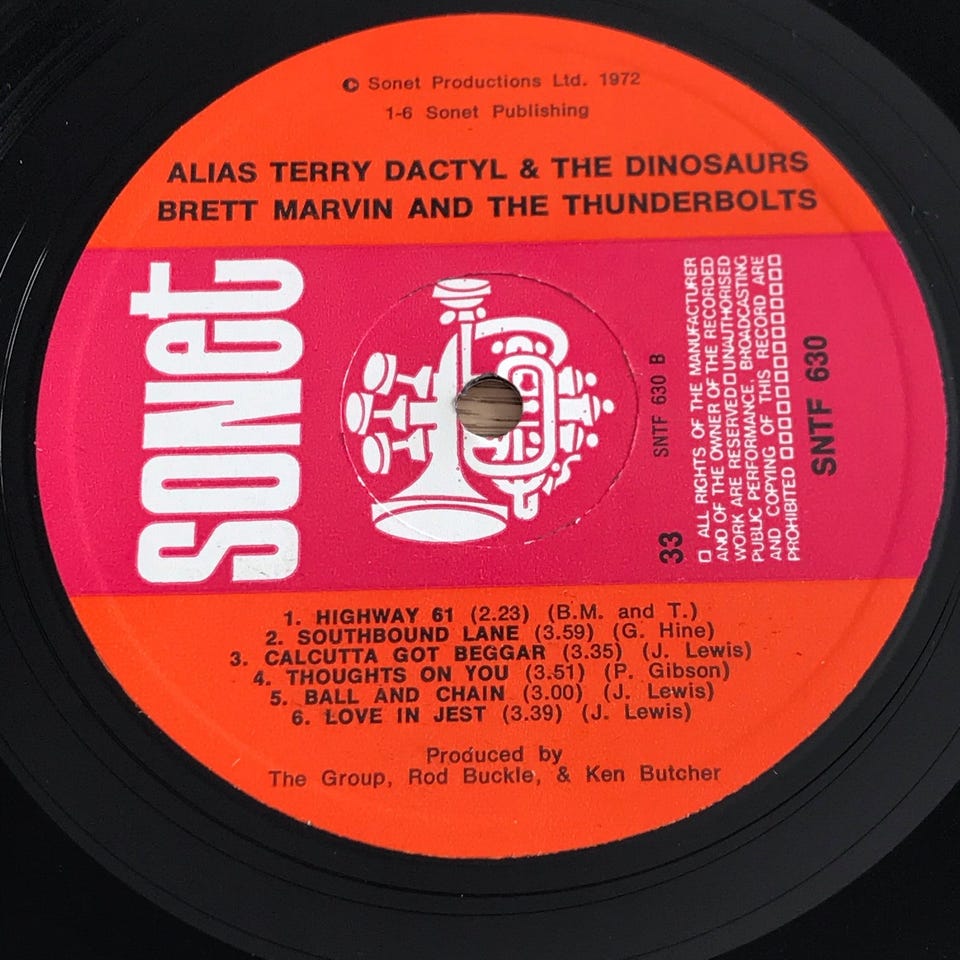 © Sonet Productions Ltd. 1972
1-6 Sonet Publishing
ALIAS TERRY DACTYL & THE DINOSAURS
BRETT MARVIN AND THE THUNDERBOLTS
sonet
SNTF 630 B
33
□ ALL RIGHTS OF THE MANUFACTURER
AND OF THE OWNER OF THE RECORDED
WORK ARE RESERVED□UNAUTHORISED
PUBLIC PERFORMANCE, BROADCASTING
AND COPYING OF THIS RECORD ARE
PROHIBITED □□□□□□□□□□□□□
SNTF 630
1. HIGHWAY 61 (2.23) (B.M. and T.)
2. SOUTHBOUND LANE (3.59) (G. Hine)
3. CALCUTTA GOT BEGGAR (3.35) (J. Lewis)
4. THOUGHTS ON YOU (3.51) (P. Gibson)
5. BALL AND CHAIN (3.00) (J. Lewis)
6. LOVE IN JEST (3.39) (J. Lewis)
Produced by
The Group, Rod Buckle, & Ken Butcher